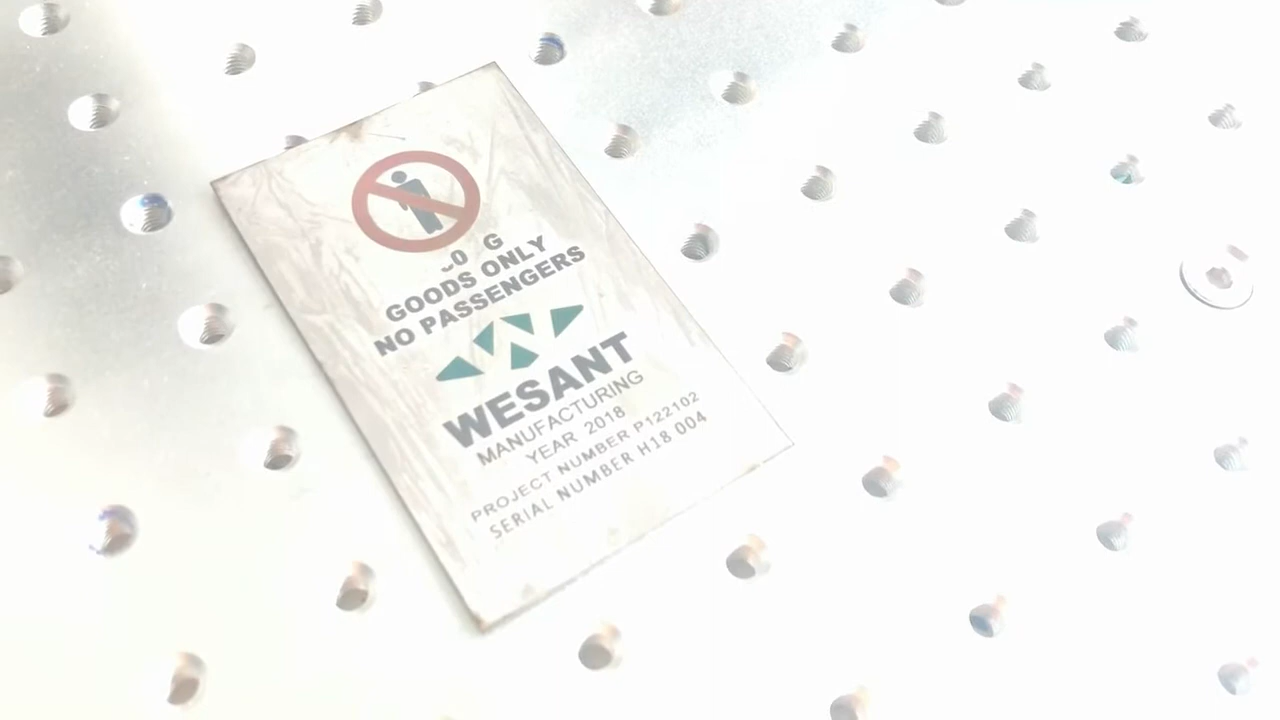 GOODS ONLY
NO PASSENGERS
WESANT
MANUFACTURING
YEAR 2018
PROJECT NUMBER P122102
SERIAL NUMBER H18 004